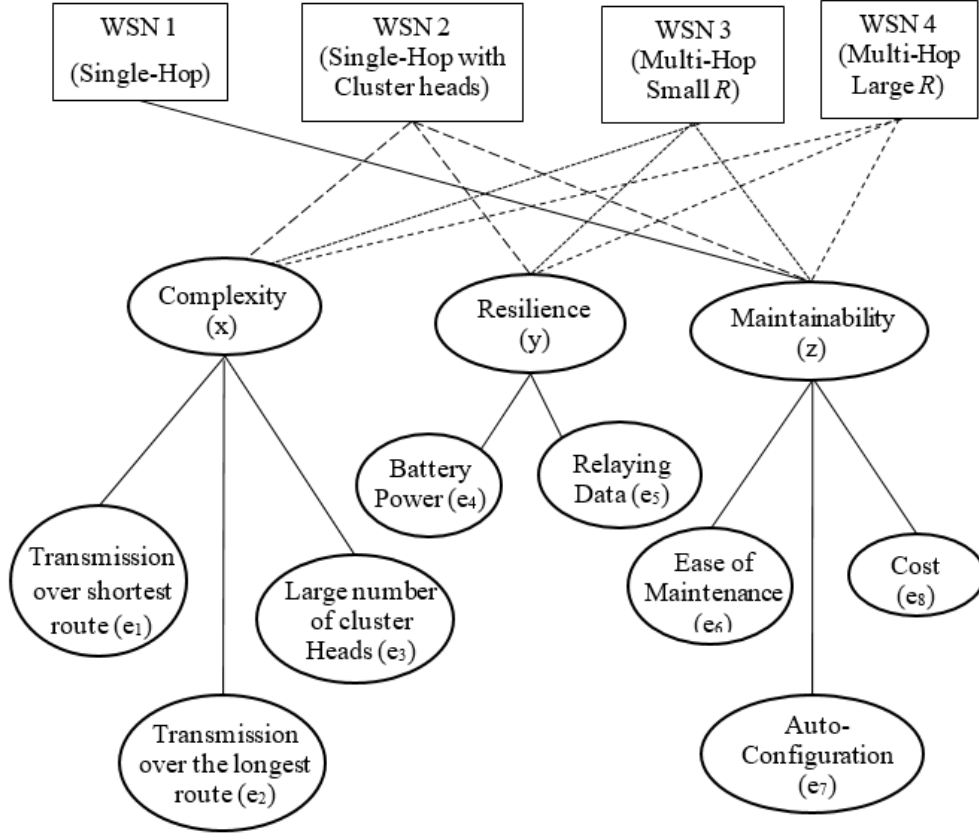 WSN 1
(Single-Hop)
WSN 2
(Single-Hop with
Cluster heads)
WSN 3
(Multi-Hop
Small R)
WSN 4
(Multi-Hop
Large R)
Complexity
(x)
Resilience
(y)
Maintainability
(z)
Battery
Power (e₄)
Relaying
Data (e₅)
Transmission
over shortest
route (e₁)
Large number
of cluster
Heads (e₃)
Ease of
Maintenance
(e₆)
Cost
(e₈)
Transmission
over the longest
route (e₂)
Auto-
Configuration
(e₇)